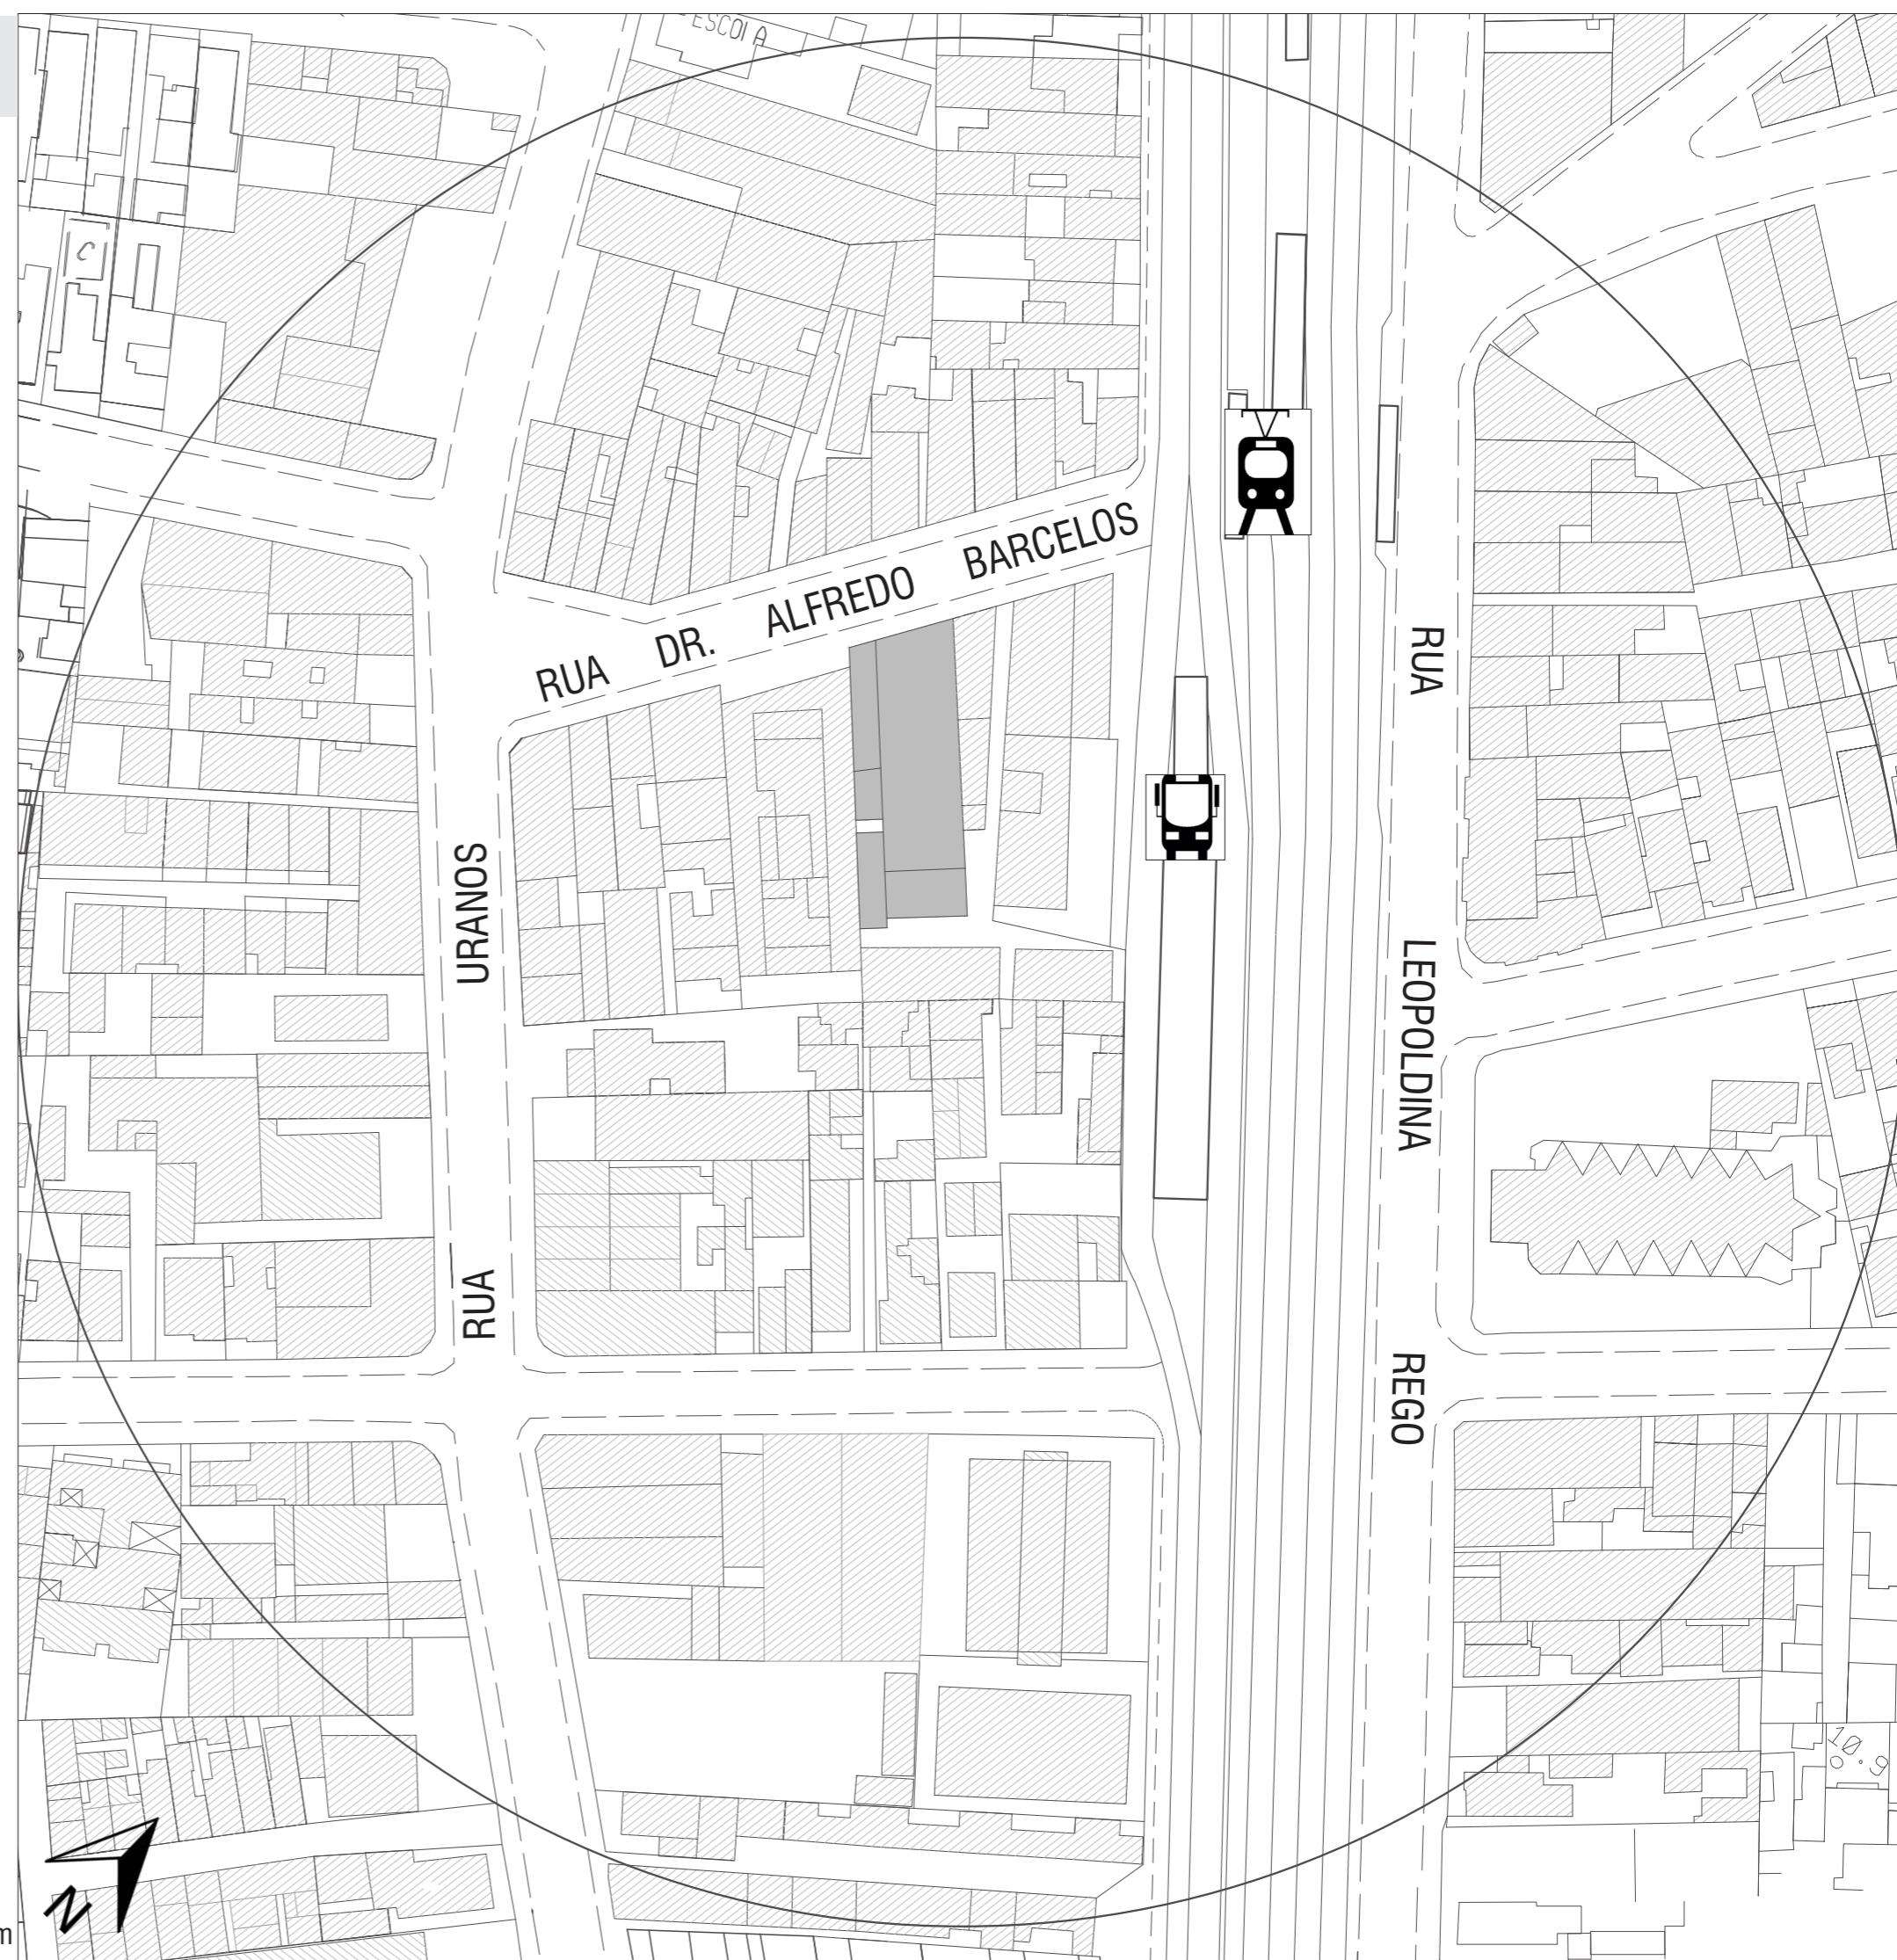 ESCOLA
C
RUA DR. ALFREDO BARCELOS
RUA URANOS
RUA LEOPOLDINA REGO
N
m